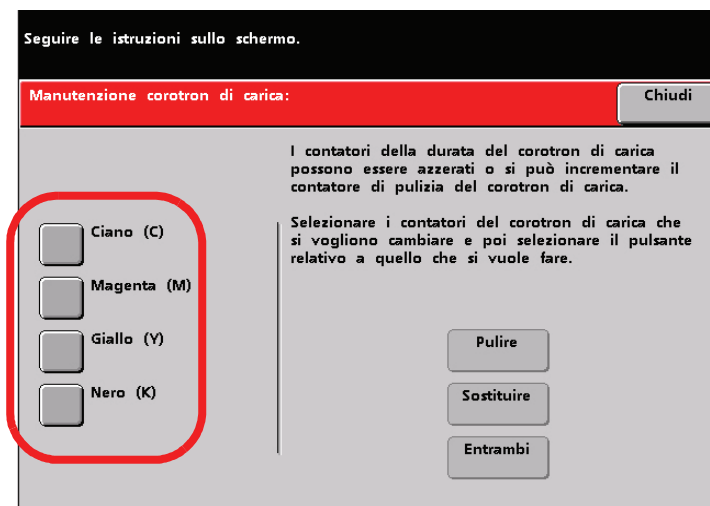 Seguire le istruzioni sullo schermo.
Manutenzione corotron di carica:
Chiudi
I contatori della durata del corotron di carica
possono essere azzerati o si può incrementare il
contatore di pulizia del corotron di carica.
Selezionare i contatori del corotron di carica che
si vogliono cambiare e poi selezionare il pulsante
relativo a quello che si vuole fare.
Ciano (C)
Magenta (M)
Giallo (Y)
Nero (K)
Pulire
Sostituire
Entrambi